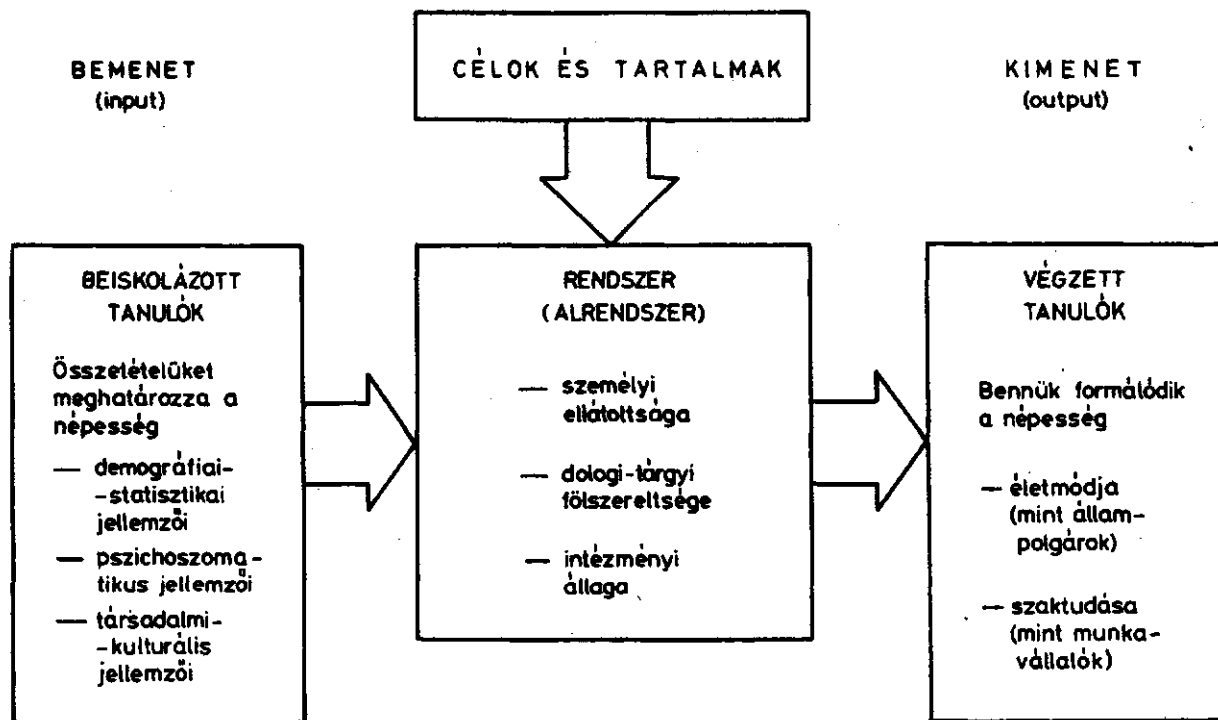 BEMENET
(input)
CÉLOK ÉS TARTALMAK
KIMENET
(output)
BEISKOLÁZOTT
TANULÓK
Összetételüket
meghatározza a
népesség
— demográfiai-
-statisztikai
jellemzői
— pszichoszoma-
tikus jellemzői
— társadalmi-
-kulturális
jellemzői
RENDSZER
(ALRENDSZER)
— személyi
ellátottsága
— dologi-tárgyi
fölszereltsége
— intézményi
állaga
VÉGZETT
TANULÓK
Bennük formálódik
a népesség
— életmódja
(mint állam-
polgárok)
— szaktudása
(mint munka-
vállalók)